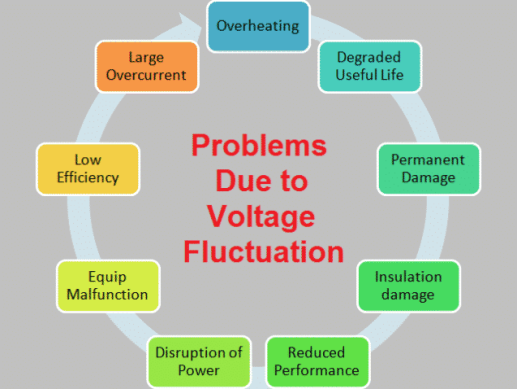 Overheating
Degraded
Useful Life
Permanent
Damage
Insulation
damage
Reduced
Performance
Disruption of
Power
Equip
Malfunction
Low
Efficiency
Large
Overcurrent
Problems
Due to
Voltage
Fluctuation